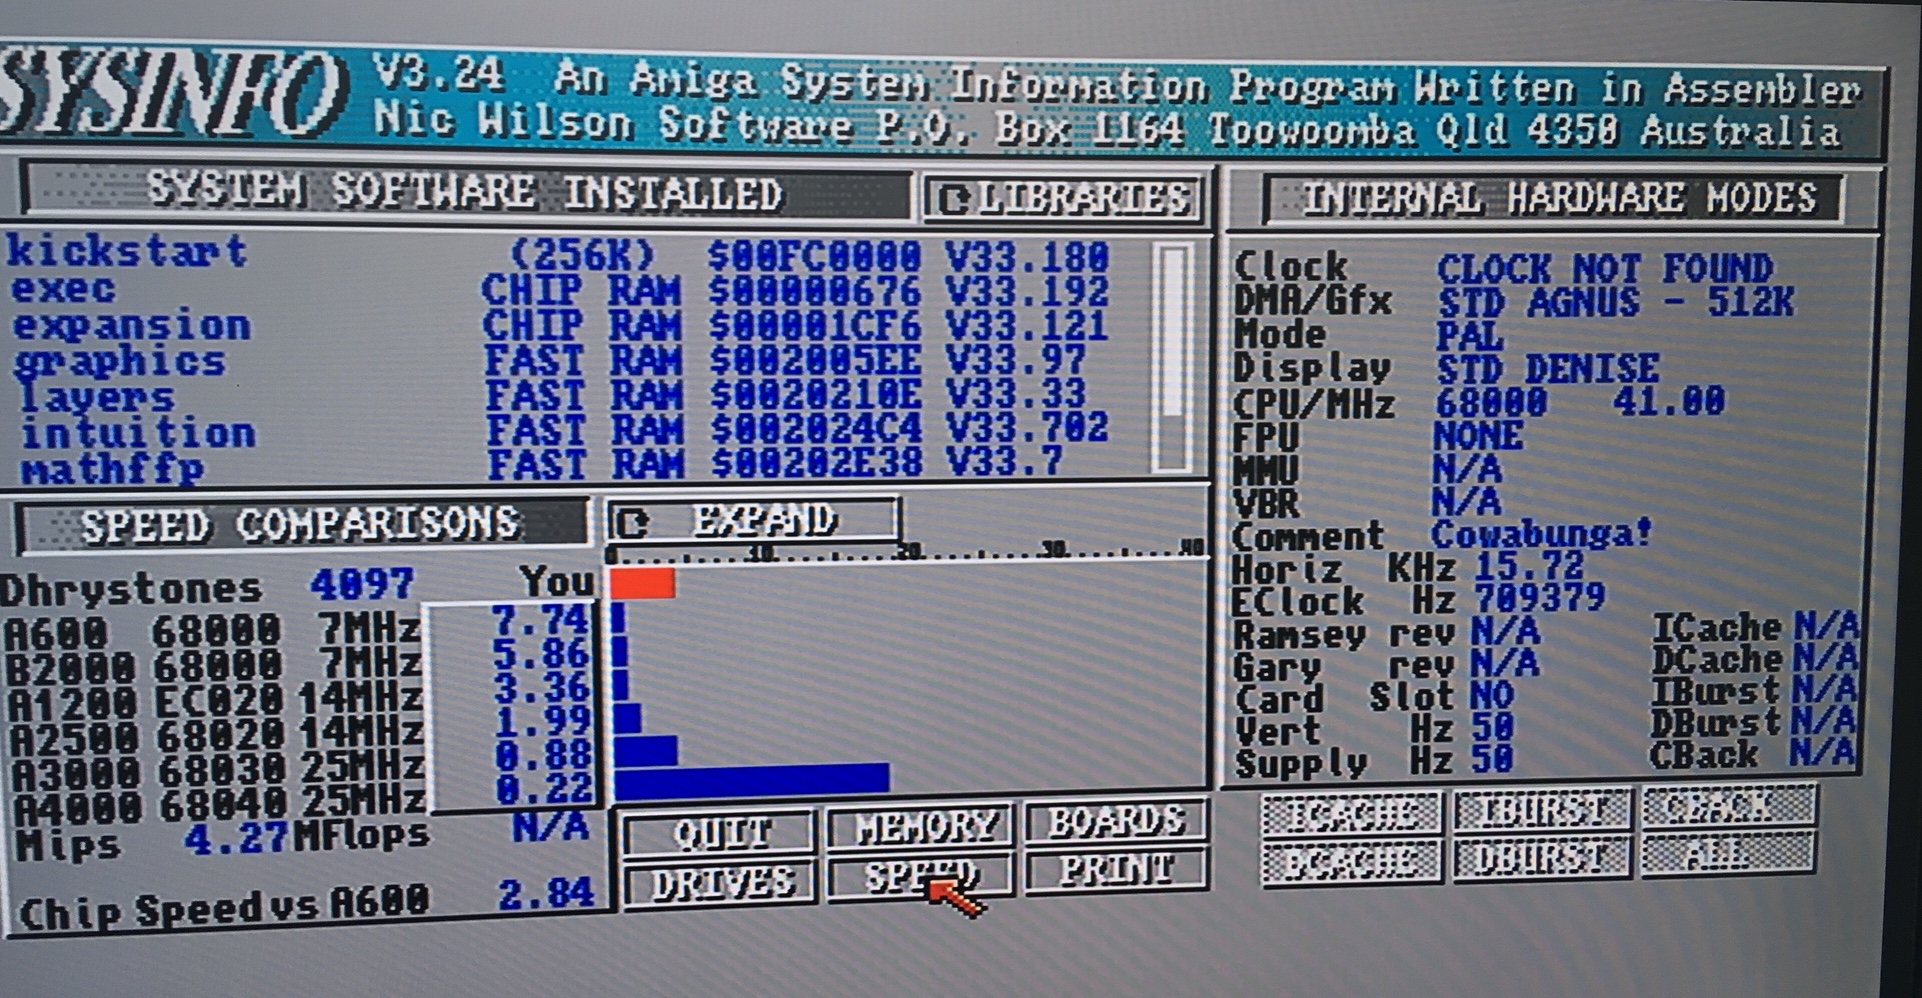 SYSINFO V3.24 An Amiga System Information Program Written in Assembler
Nic Wilson Software P.O. Box 1164 Toowoomba Qld 4350 Australia
SYSTEM SOFTWARE INSTALLED LIBRARIES
kickstart (256K) $00FC0000 V33.180
exec CHIP RAM $00000676 V33.192
expansion CHIP RAM $00001CF6 V33.121
graphics FAST RAM $002005EE V33.97
layers FAST RAM $0020210E V33.33
intuition FAST RAM $002024C4 V33.702
mathffp FAST RAM $00202E38 V33.7
SPEED COMPARISONS EXPAND
0 10 20 30 40
Dhrystones 4097 You
A600 68000 7MHz 7.74
B2000 68000 7MHz 5.86
A1200 EC020 14MHz 3.36
A2500 68020 14MHz 1.99
A3000 68030 25MHz 0.88
A4000 68040 25MHz 0.22
Mips 4.27 MFlops N/A
Chip Speed vs A600 2.84
QUIT MEMORY BOARDS
DRIVES SPEED PRINT
INTERNAL HARDWARE MODES
Clock CLOCK NOT FOUND
DMA/Gfx STD AGNUS - 512K
Mode PAL
Display STD DENISE
CPU/MHz 68000 41.00
FPU NONE
MMU N/A
VBR N/A
Comment Cowabunga!
Horiz KHz 15.72
EClock Hz 709379
Ramsey rev N/A ICache N/A
Gary rev N/A DCache N/A
Card Slot NO IBurst N/A
Vert Hz 50 DBurst N/A
Supply Hz 50 CBack N/A
ICACHE IBURST CBACK
DCACHE DBURST ALL